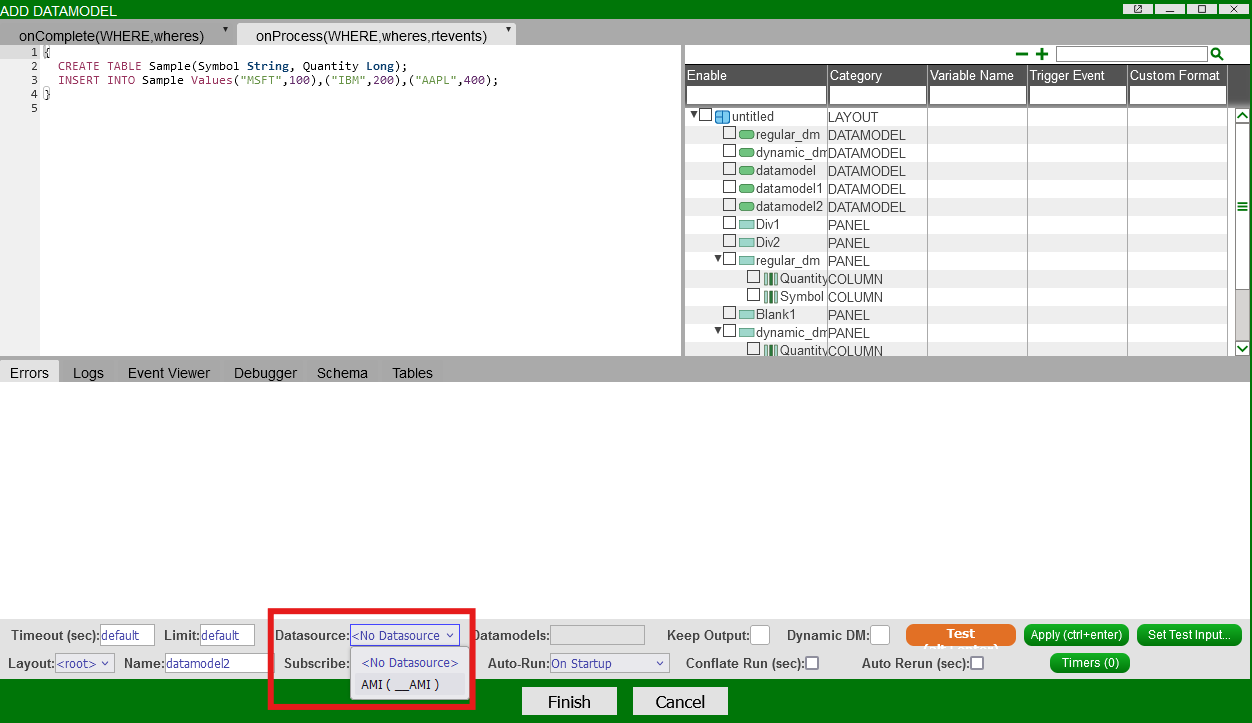 ADD DATAMODEL
onComplete(WHERE,wheres) onProcess(WHERE,wheres,rtevents)
1 {
2 CREATE TABLE Sample(Symbol String, Quantity Long);
3 INSERT INTO Sample Values("MSFT",100),("IBM",200),("AAPL",400);
4 }
5
Enable Category Variable Name Trigger Event Custom Format
untitled LAYOUT
regular_dm DATAMODEL
dynamic_dm DATAMODEL
datamodel DATAMODEL
datamodel1 DATAMODEL
datamodel2 DATAMODEL
Div1 PANEL
Div2 PANEL
regular_dm PANEL
Quantity COLUMN
Symbol COLUMN
Blank1 PANEL
dynamic_dm PANEL
Quantity COLUMN
Errors Logs Event Viewer Debugger Schema Tables
Timeout (sec): default Limit: default Datasource: <No Datasource Datamodels: Keep Output: Dynamic DM: Test Apply (ctrl+enter) Set Test Input...
Layout: <root> Name: datamodel2 Subscribe: <No Datasource> Auto-Run: On Startup Conflate Run (sec): Auto Rerun (sec): Timers (0)
AMI ( __AMI )
Finish Cancel